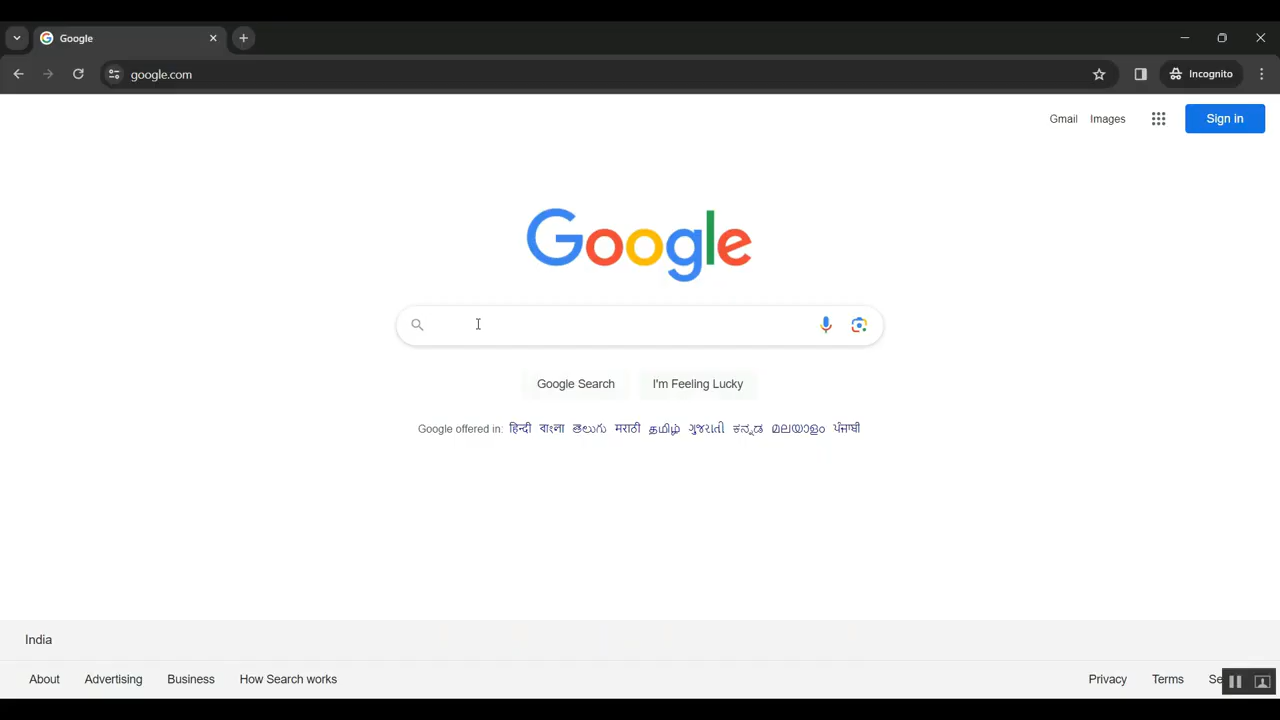 Google
google.com
Incognito
Gmail Images Sign in
Google
Google Search I'm Feeling Lucky
Google offered in: हिन्दी বাংলা తెలుగు मराठी தமிழ் ગુજરાતી ಕನ್ನಡ മലയാളം ਪੰਜਾਬੀ
India
About Advertising Business How Search works Privacy Terms Se